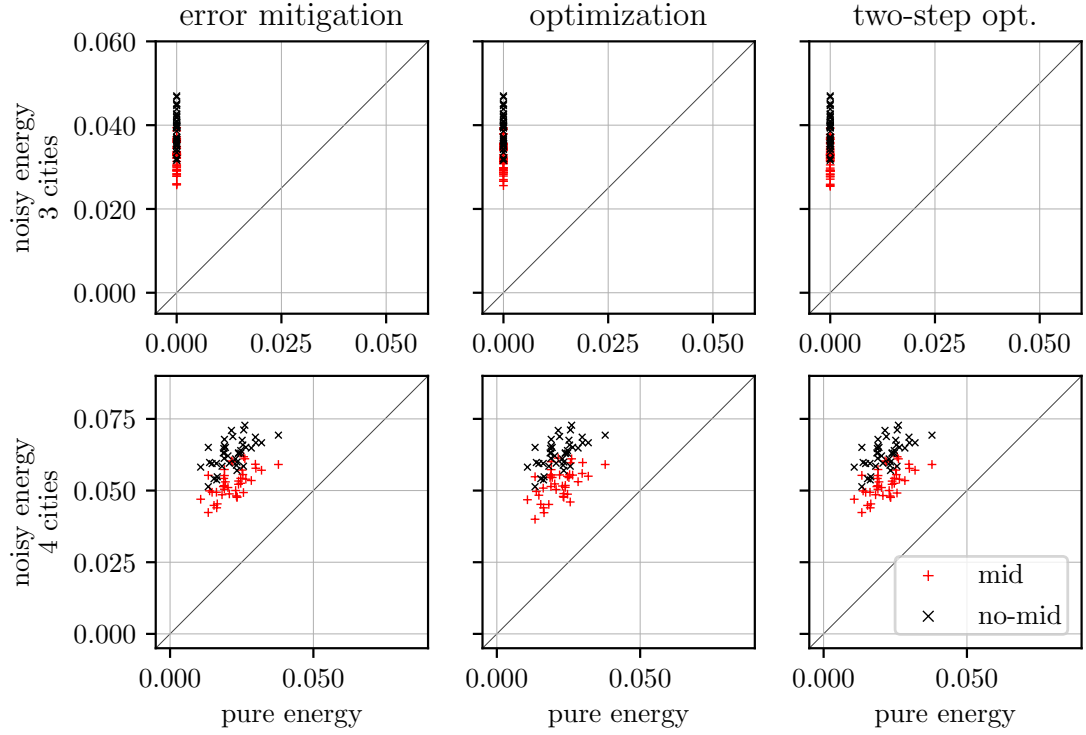 error mitigation optimization two-step opt.
noisy energy
3 cities
0.060
0.040
0.020
0.000
0.000 0.025 0.050 0.000 0.025 0.050 0.000 0.025 0.050
noisy energy
4 cities
0.075
0.050
0.025
0.000
mid
no-mid
0.000 0.050 0.000 0.050 0.000 0.050
pure energy pure energy pure energy